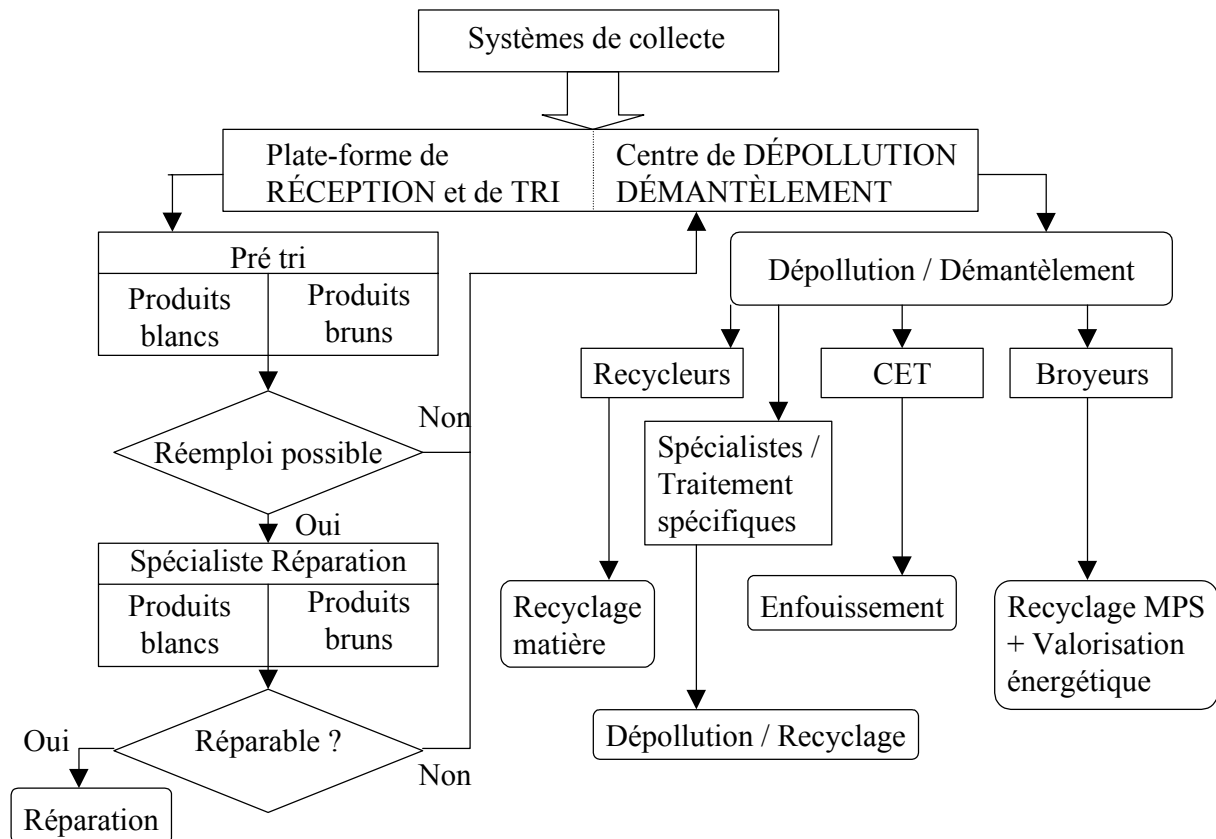 Systèmes de collecte
Plate-forme de
RÉCEPTION et de TRI
Centre de DÉPOLLUTION
DÉMANTÈLEMENT
Pré tri
Produits
blancs
Produits
bruns
Réemploi possible
Non
Oui
Spécialiste Réparation
Produits
blancs
Produits
bruns
Réparable ?
Oui
Non
Réparation
Dépollution / Démantèlement
Recycleurs
CET
Broyeurs
Spécialistes /
Traitement
spécifiques
Recyclage
matière
Enfouissement
Recyclage MPS
+ Valorisation
énergétique
Dépollution / Recyclage